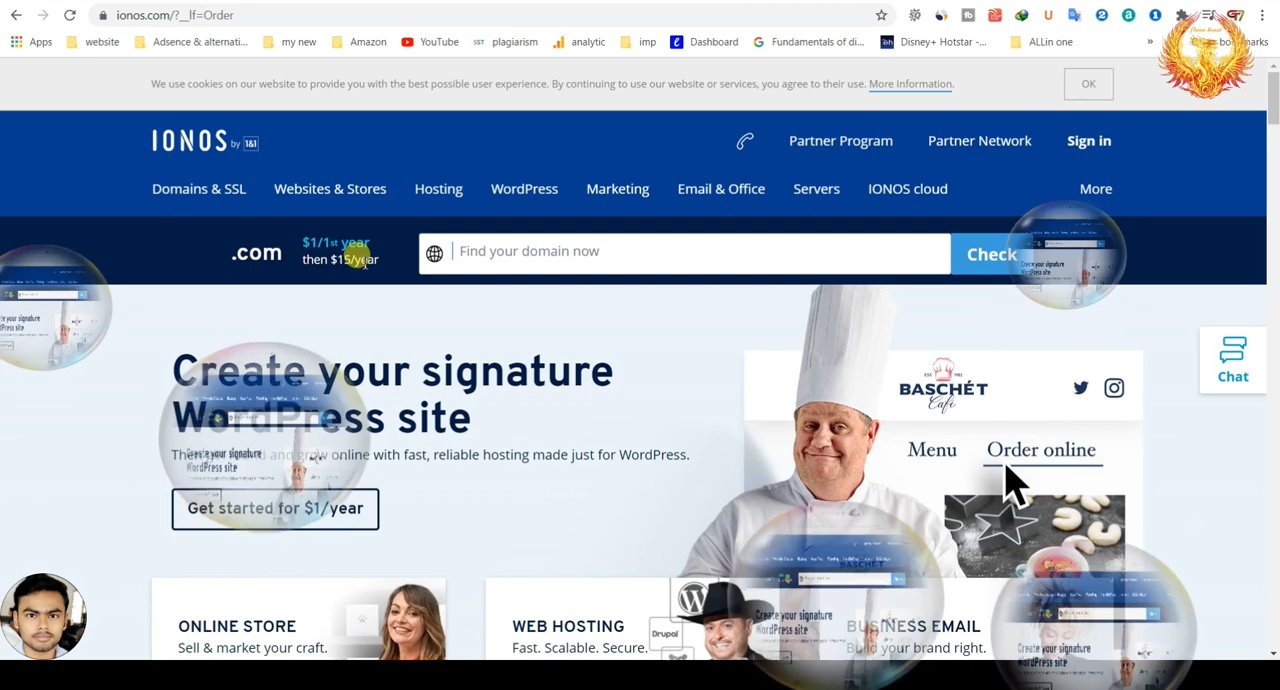 ionos.com/?__lf=Order
Apps website Adsence & alternati... my new Amazon YouTube SST plagiarism analytic imp Dashboard Fundamentals of di... Disney+ Hotstar -... ALLin one »
We use cookies on our website to provide you with the best possible user experience. By continuing to use our website or services, you agree to their use. More Information.
OK
IONOS by 1&1
Partner Program Partner Network Sign in
Domains & SSL Websites & Stores Hosting WordPress Marketing Email & Office Servers IONOS cloud More
.com
$1/1st year
then $15/year
Find your domain now
Check
Create your signature
WordPress site
and grow online with fast, reliable hosting made just for WordPress.
Get started for $1/year
BASCHÉT
Café
Menu Order online
Chat
ONLINE STORE
Sell & market your craft.
WEB HOSTING
Fast. Scalable. Secure.
Drupal
BUSINESS EMAIL
Build your brand right.